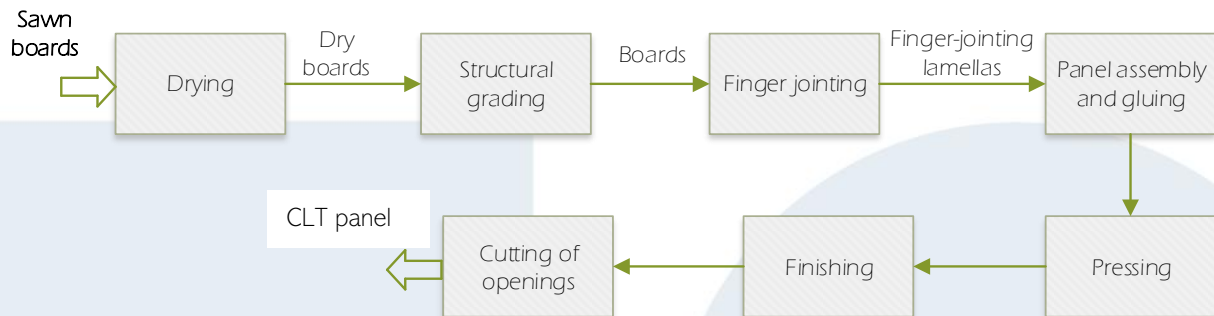 Sawn
boards
Drying
Dry
boards
Structural
grading
Boards
Finger jointing
Finger-jointing
lamellas
Panel assembly
and gluing
Pressing
Finishing
Cutting of
openings
CLT panel